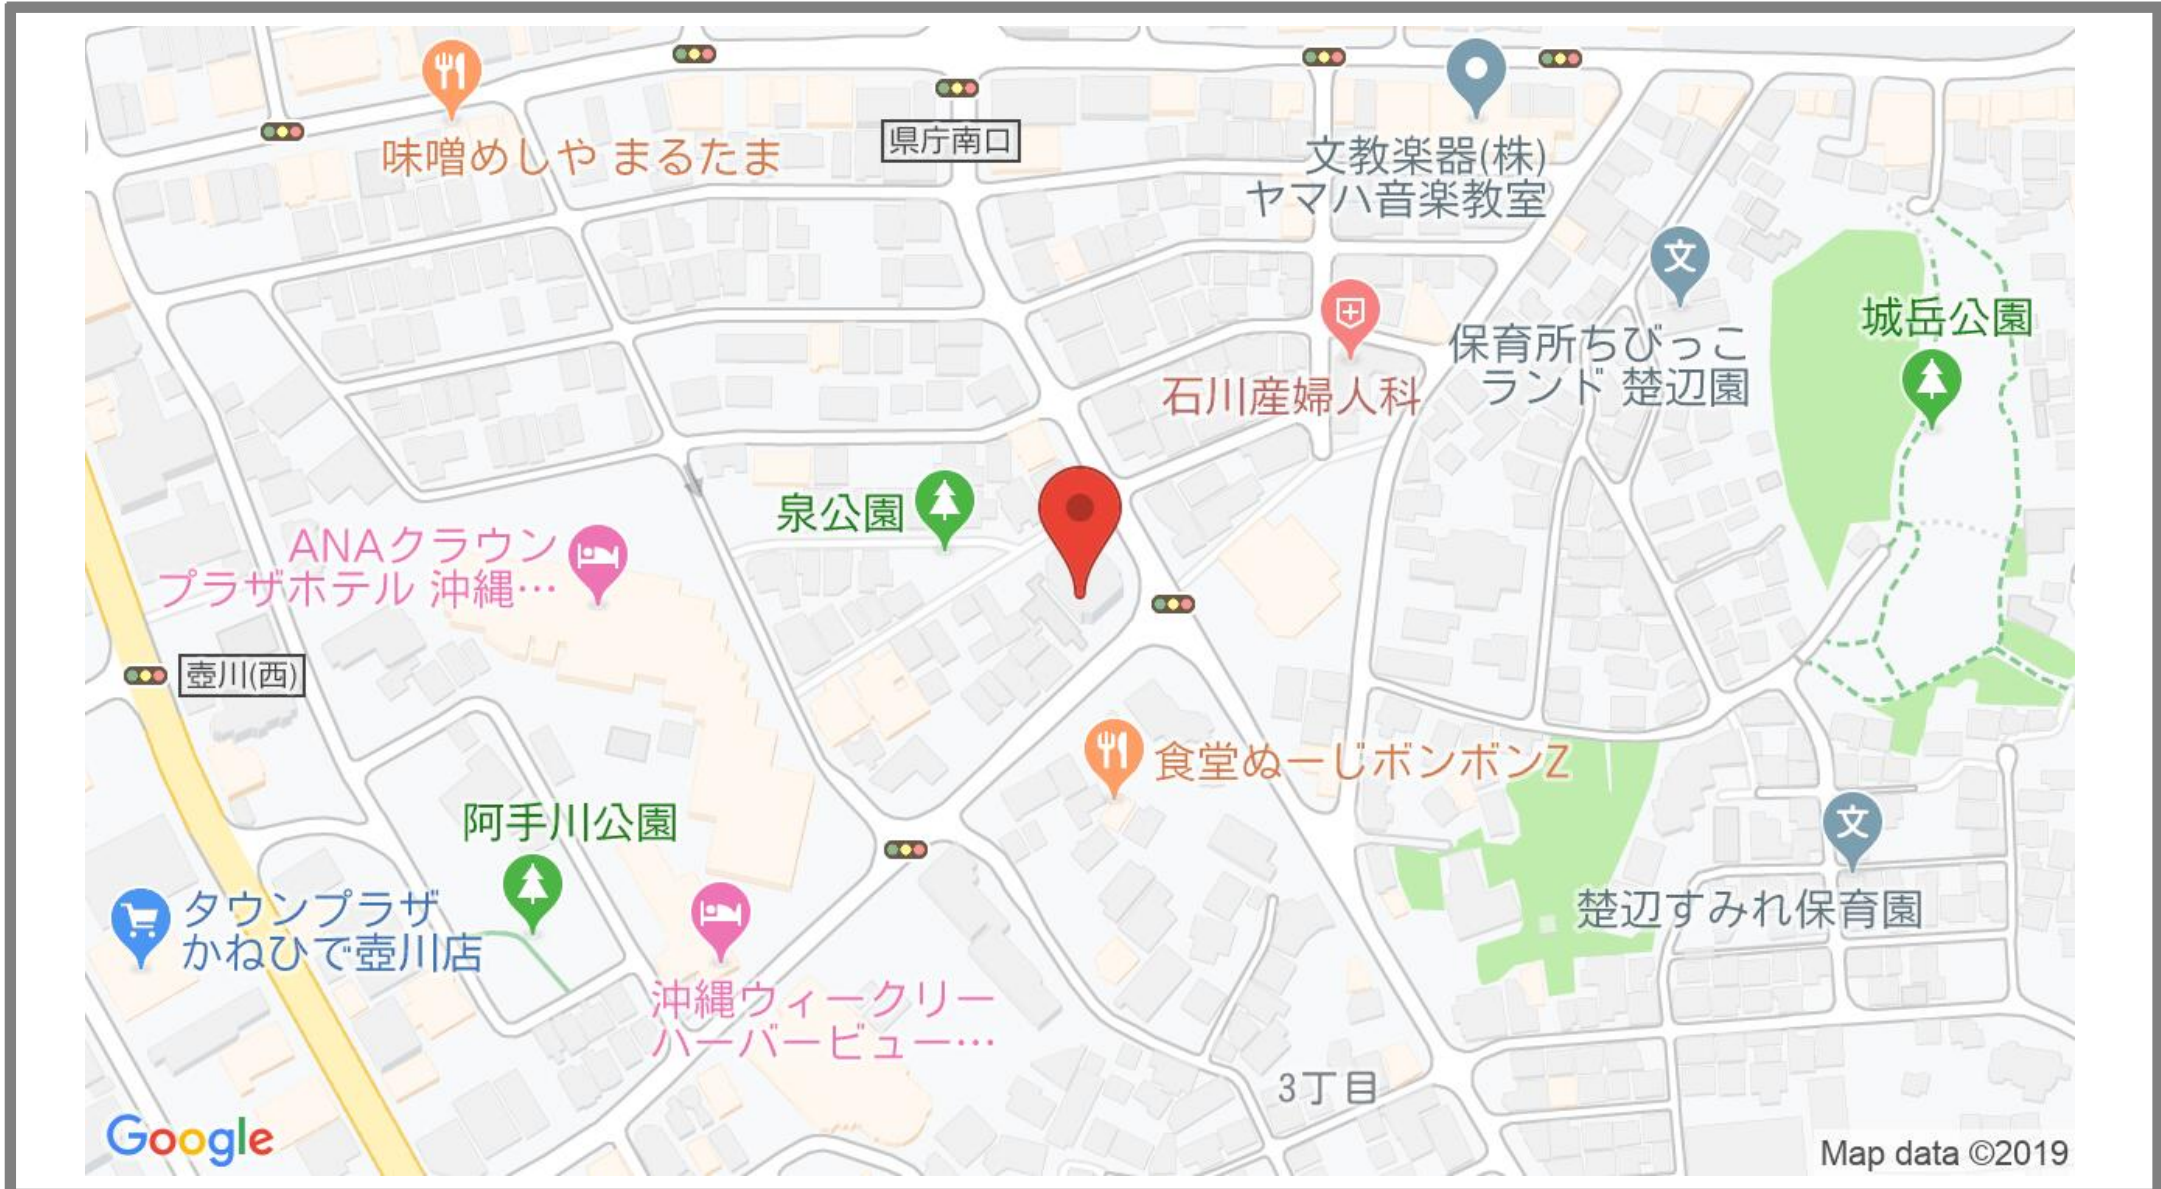 味噌めしや まるたま
県庁南口
文教楽器(株)
ヤマハ音楽教室
文
城岳公園
保育所ちびっこ
ランド 楚辺園
石川産婦人科
泉公園
ANAクラウン
プラザホテル 沖縄…
壺川(西)
食堂ぬーじボンボンZ
阿手川公園
文
楚辺すみれ保育園
タウンプラザ
かねひで壺川店
沖縄ウィークリー
ハーバービュー…
3丁目
Google
Map data ©2019